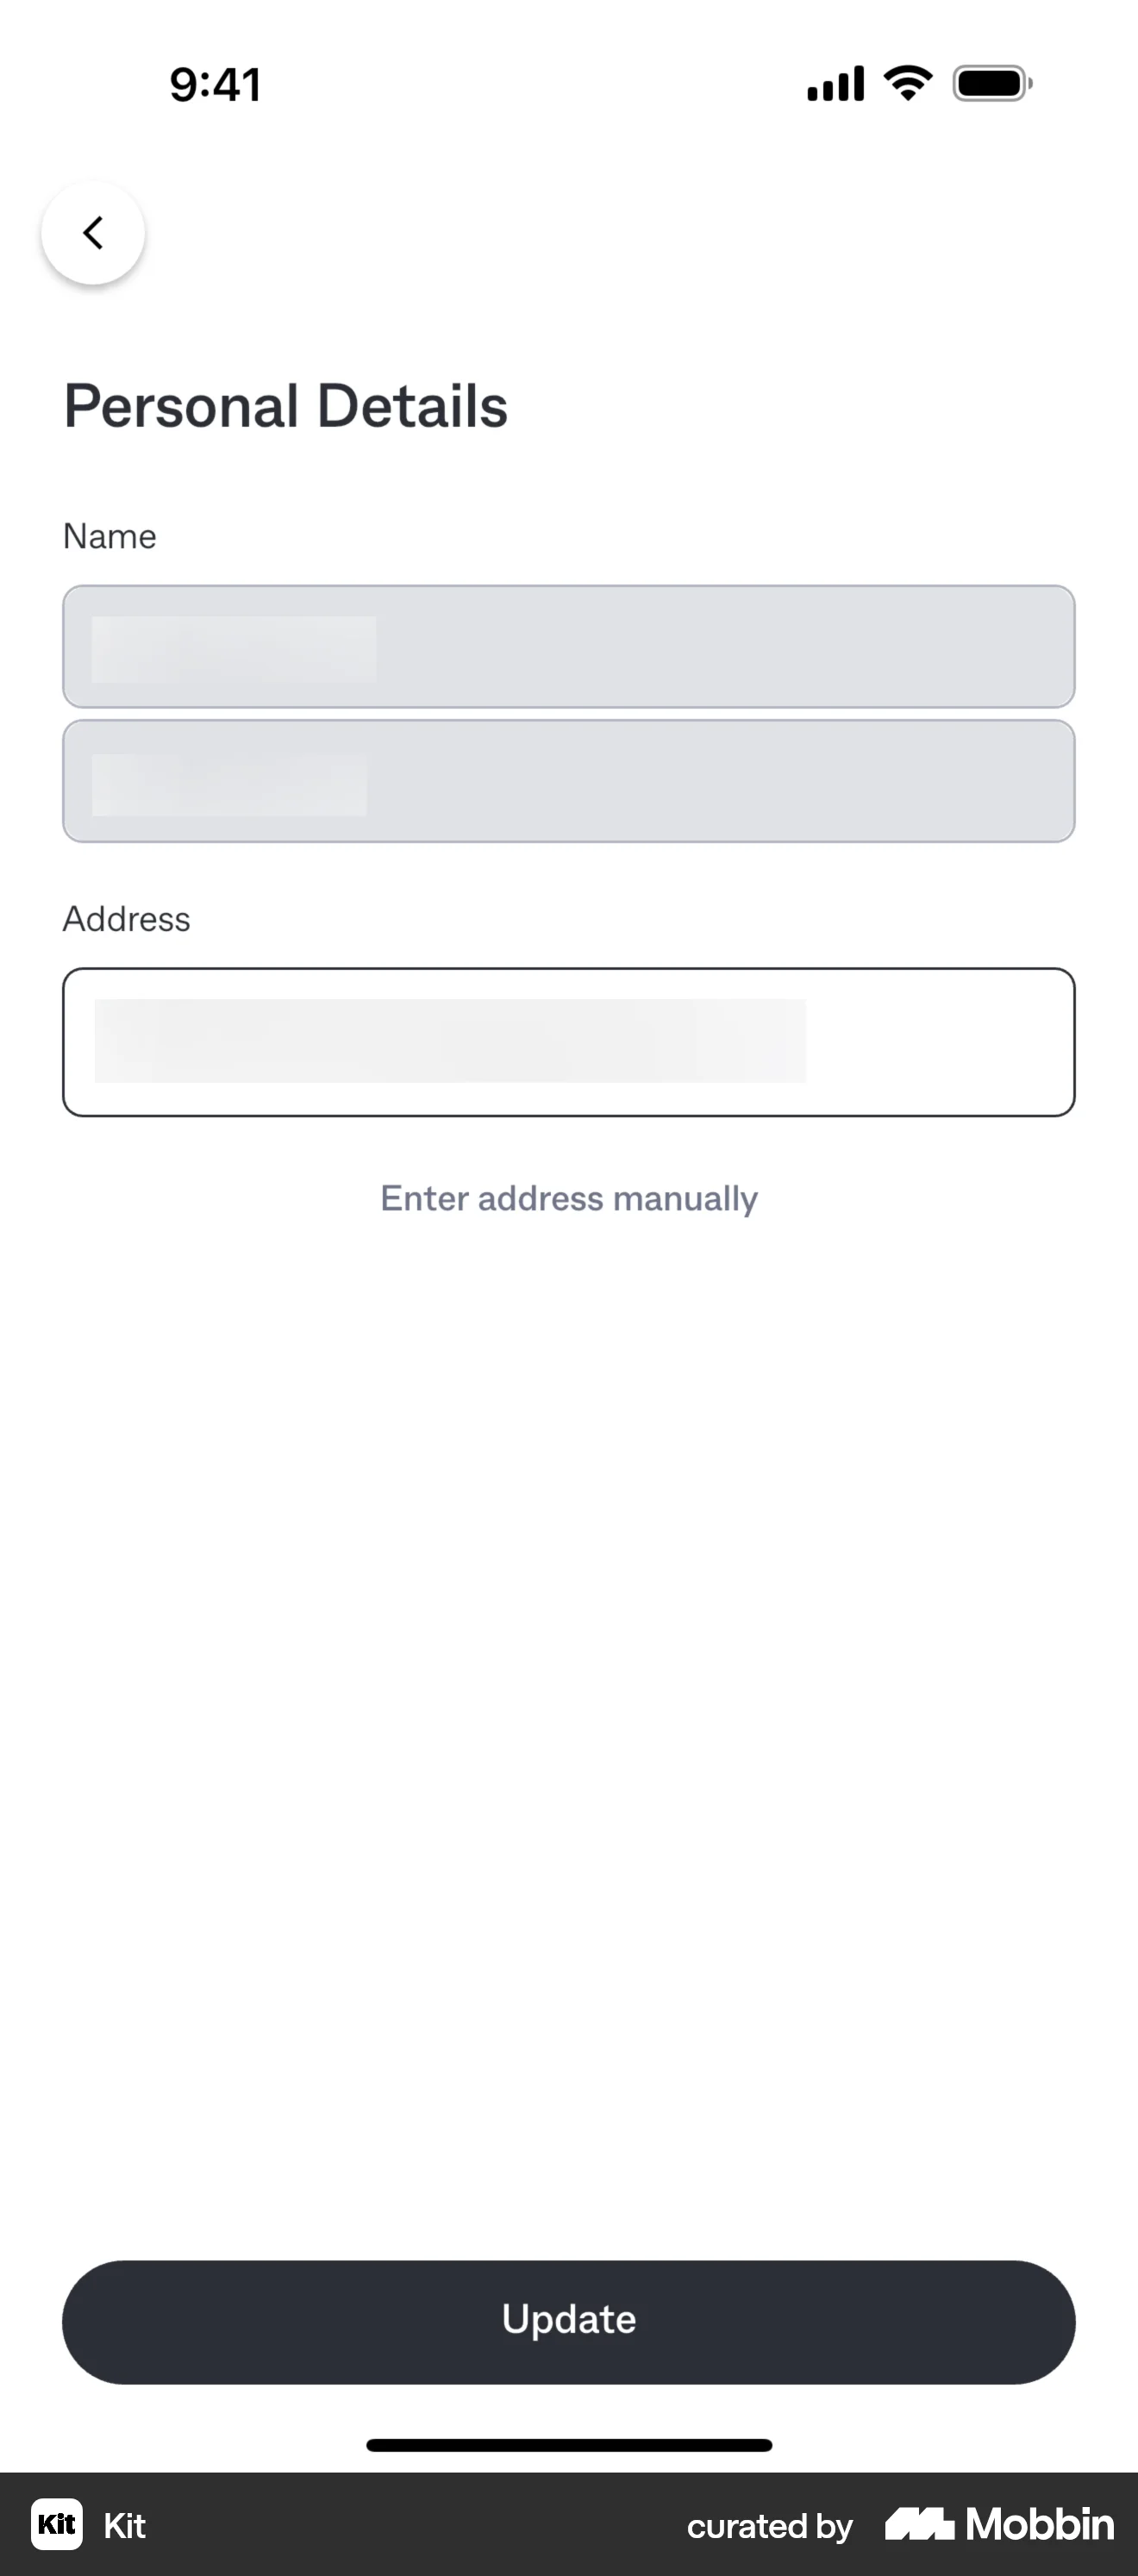 9:41
Personal Details
Name
Address
Enter address manually
Update
Kit Kit curated by Mobbin